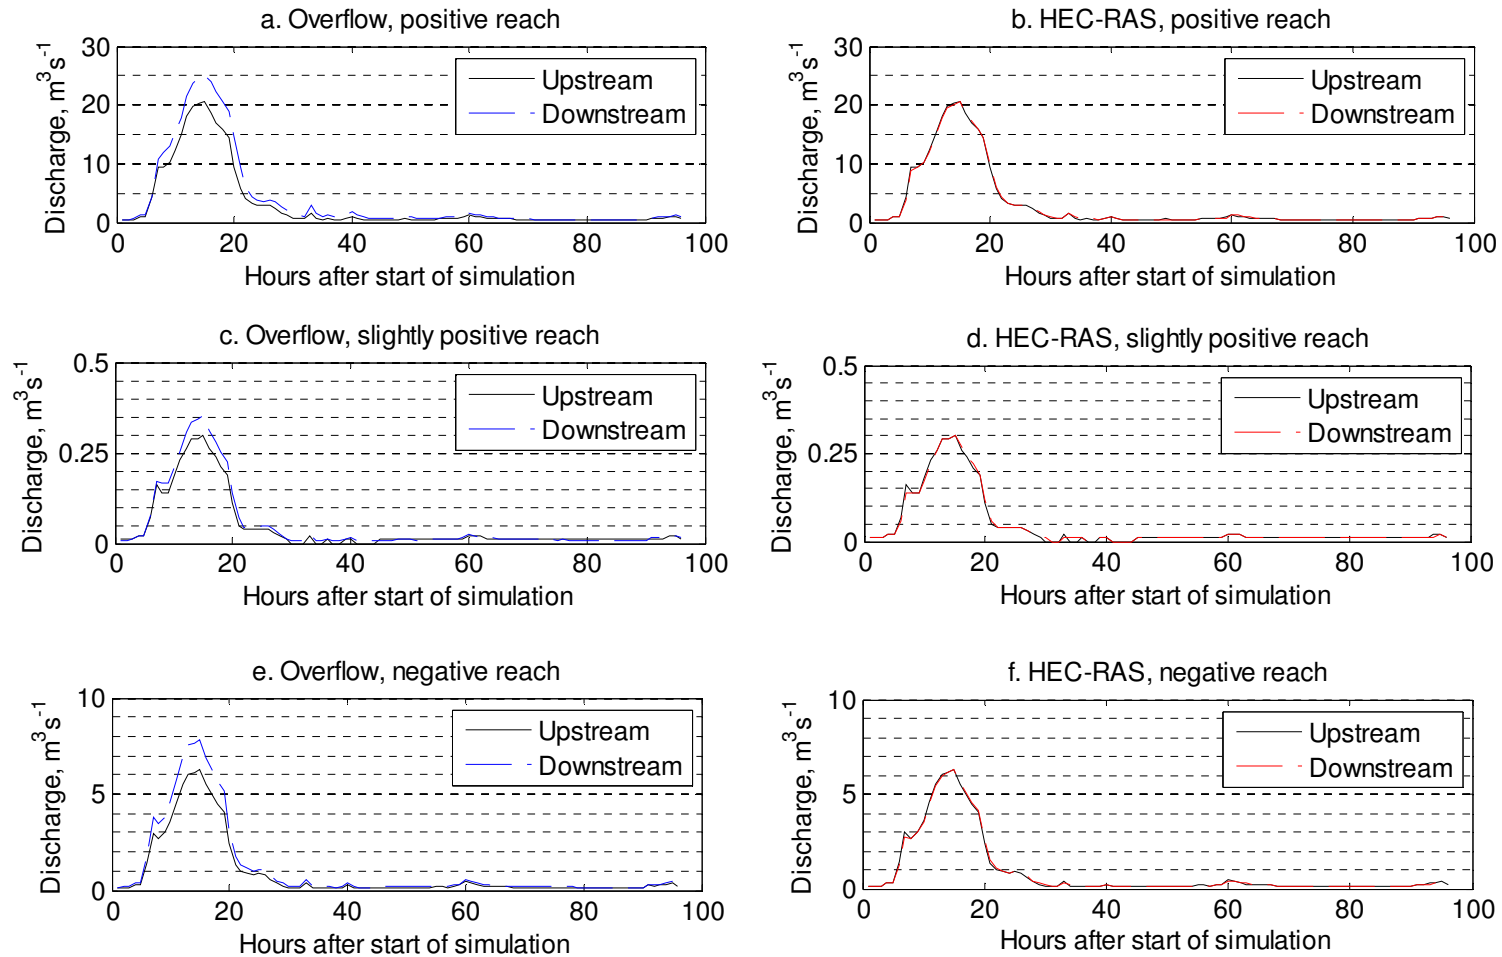 a. Overflow, positive reach
Discharge, m³s⁻¹
30
20
10
0
Upstream
Downstream
0 20 40 60 80 100
Hours after start of simulation
b. HEC-RAS, positive reach
Discharge, m³s⁻¹
30
20
10
0
Upstream
Downstream
0 20 40 60 80 100
Hours after start of simulation
c. Overflow, slightly positive reach
Discharge, m³s⁻¹
0.5
0.25
0
Upstream
Downstream
0 20 40 60 80 100
Hours after start of simulation
d. HEC-RAS, slightly positive reach
Discharge, m³s⁻¹
0.5
0.25
0
Upstream
Downstream
0 20 40 60 80 100
Hours after start of simulation
e. Overflow, negative reach
Discharge, m³s⁻¹
10
5
0
Upstream
Downstream
0 20 40 60 80 100
Hours after start of simulation
f. HEC-RAS, negative reach
Discharge, m³s⁻¹
10
5
0
Upstream
Downstream
0 20 40 60 80 100
Hours after start of simulation